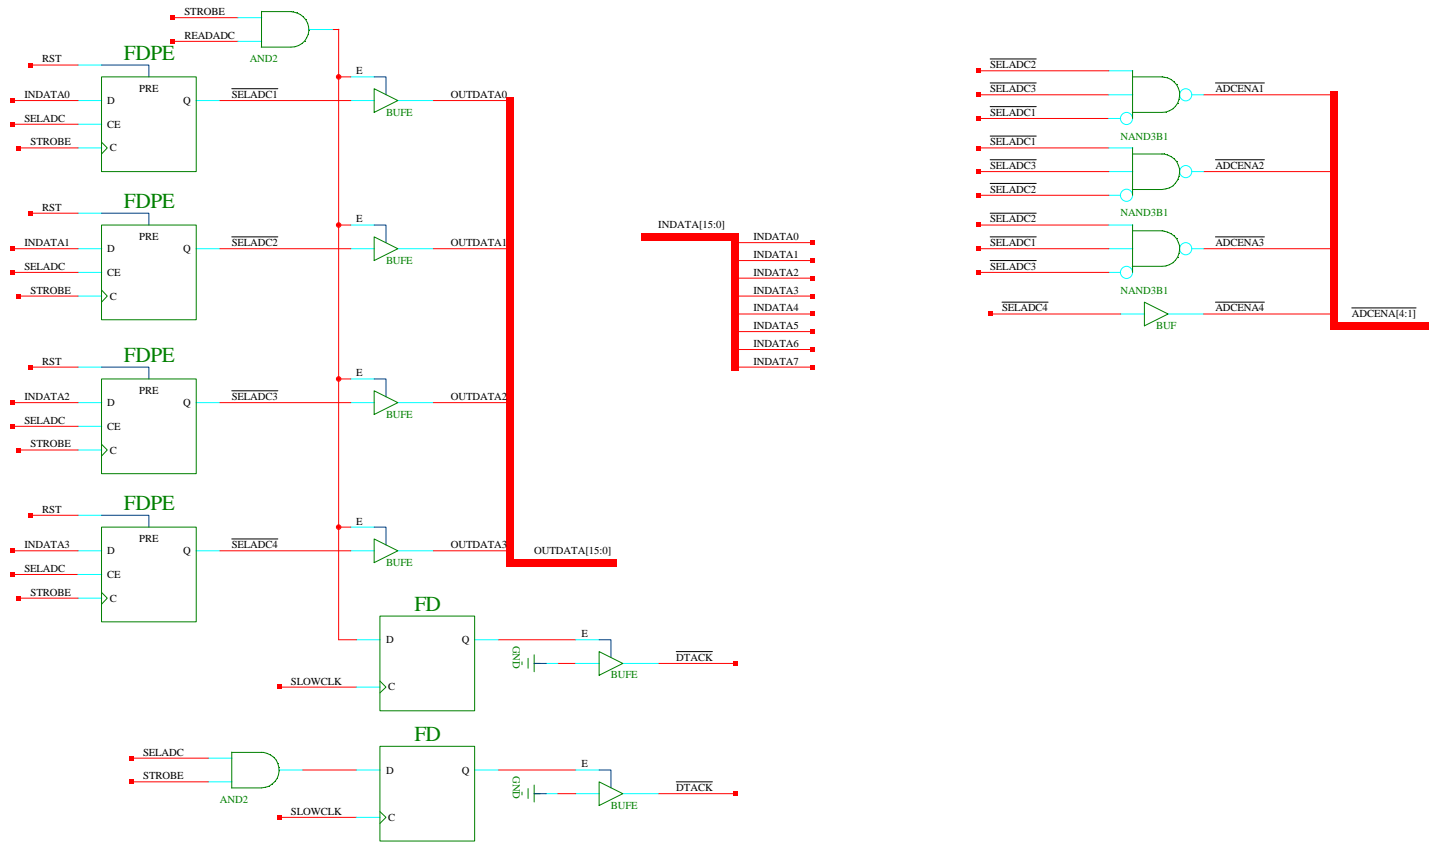 STROBE
READADC
AND2
FDPE
RST
PRE
INDATA0
D
Q
SELADC1
E
BUFE
OUTDATA0
SELADC
CE
STROBE
C
FDPE
RST
PRE
INDATA1
D
Q
SELADC2
E
BUFE
OUTDATA1
SELADC
CE
STROBE
C
FDPE
RST
PRE
INDATA2
D
Q
SELADC3
E
BUFE
OUTDATA2
SELADC
CE
STROBE
C
FDPE
RST
PRE
INDATA3
D
Q
SELADC4
E
BUFE
OUTDATA3
OUTDATA[15:0]
SELADC
CE
STROBE
C
FD
D
Q
E
GND
BUFE
DTACK
SLOWCLK
C
FD
SELADC
STROBE
AND2
D
Q
E
GND
BUFE
DTACK
SLOWCLK
C
INDATA[15:0]
INDATA0
INDATA1
INDATA2
INDATA3
INDATA4
INDATA5
INDATA6
INDATA7
SELADC2
SELADC3
SELADC1
NAND3B1
ADCENA1
SELADC1
SELADC3
SELADC2
NAND3B1
ADCENA2
SELADC2
SELADC1
SELADC3
NAND3B1
ADCENA3
SELADC4
BUF
ADCENA4
ADCENA[4:1]